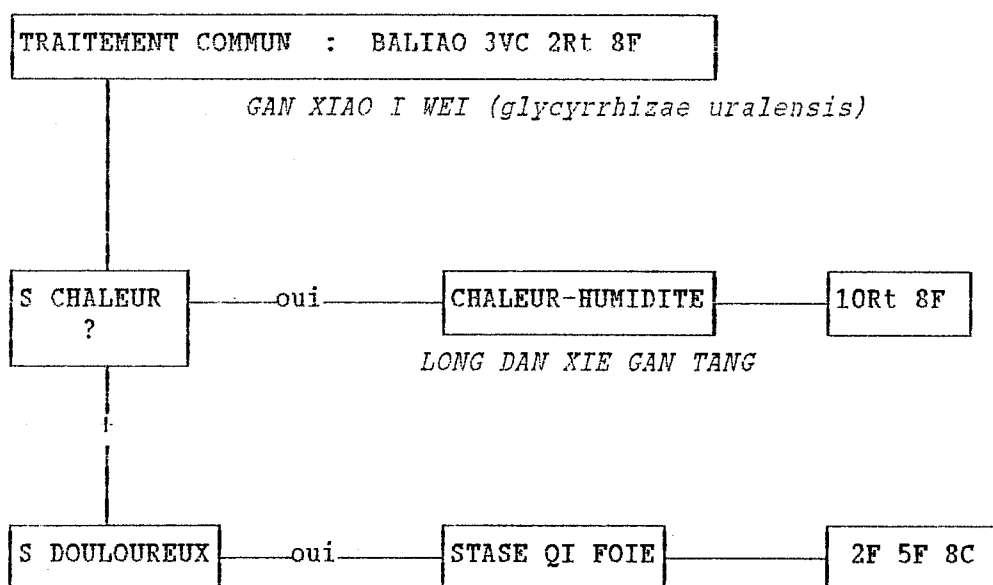 TRAITEMENT COMMUN : BALIAO 3VC 2Rt 8F
GAN XIAO I WEI (glycyrrhizae uralensis)
S CHALEUR
?
oui
CHALEUR-HUMIDITE
10Rt 8F
LONG DAN XIE GAN TANG
S DOULOUREUX
oui
STASE QI FOIE
2F 5F 8C